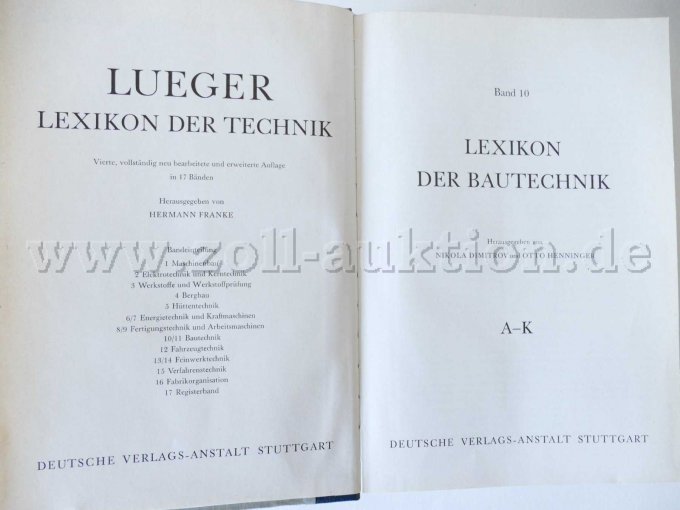 LUEGER
LEXIKON DER TECHNIK
Vierte, vollständig neu bearbeitete und erweiterte Auflage
in 17 Bänden
Herausgegeben von
HERMANN FRANKE
Bandeinteilung
1 Maschinenbau
2 Elektrotechnik und Kerntechnik
3 Werkstoffe und Werkstoffprüfung
4 Bergbau
5 Hüttentechnik
6/7 Energietechnik und Kraftmaschinen
8/9 Fertigungstechnik und Arbeitsmaschinen
10/11 Bautechnik
12 Fahrzeugtechnik
13/14 Feinwerktechnik
15 Verfahrenstechnik
16 Fabrikorganisation
17 Registerband
DEUTSCHE VERLAGS-ANSTALT STUTTGART
Band 10
LEXIKON
DER BAUTECHNIK
Herausgegeben von
NIKOLA DIMITROV und OTTO HENNINGER
A–K
DEUTSCHE VERLAGS-ANSTALT STUTTGART
www.zoll-auktion.de